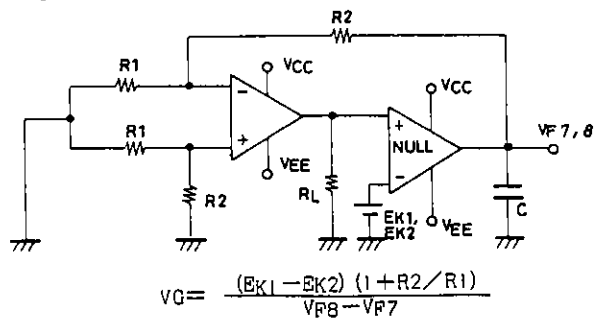 R2
R1
VCC
VCC
−
+
VF7,8
R1
+
NULL
−
VEE
R2
RL
EK1,
EK2
VEE
C
VG= (EK1−EK2) (1+R2/R1)
VF8−VF7